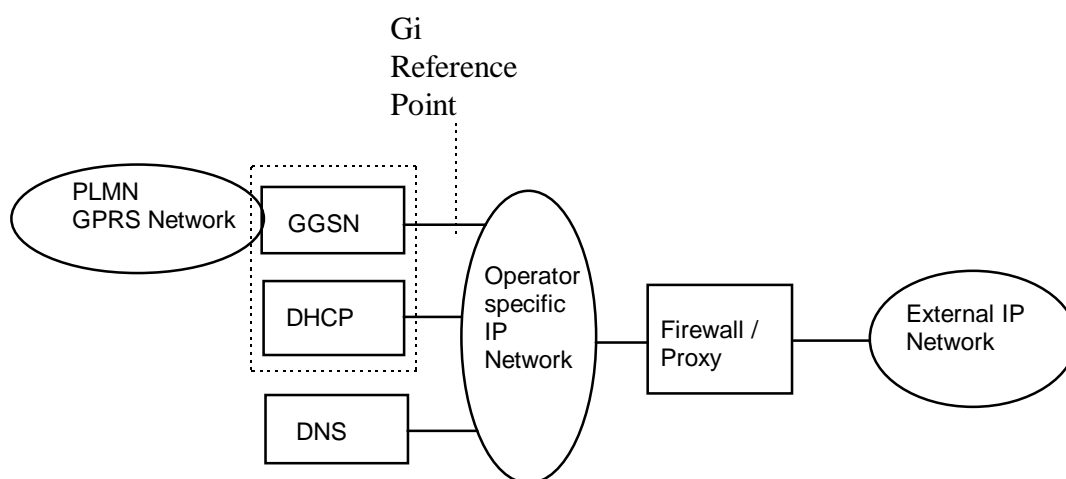 Gi
Reference
Point
PLMN
GPRS Network
GGSN
DHCP
DNS
Operator
specific
IP
Network
Firewall /
Proxy
External IP
Network